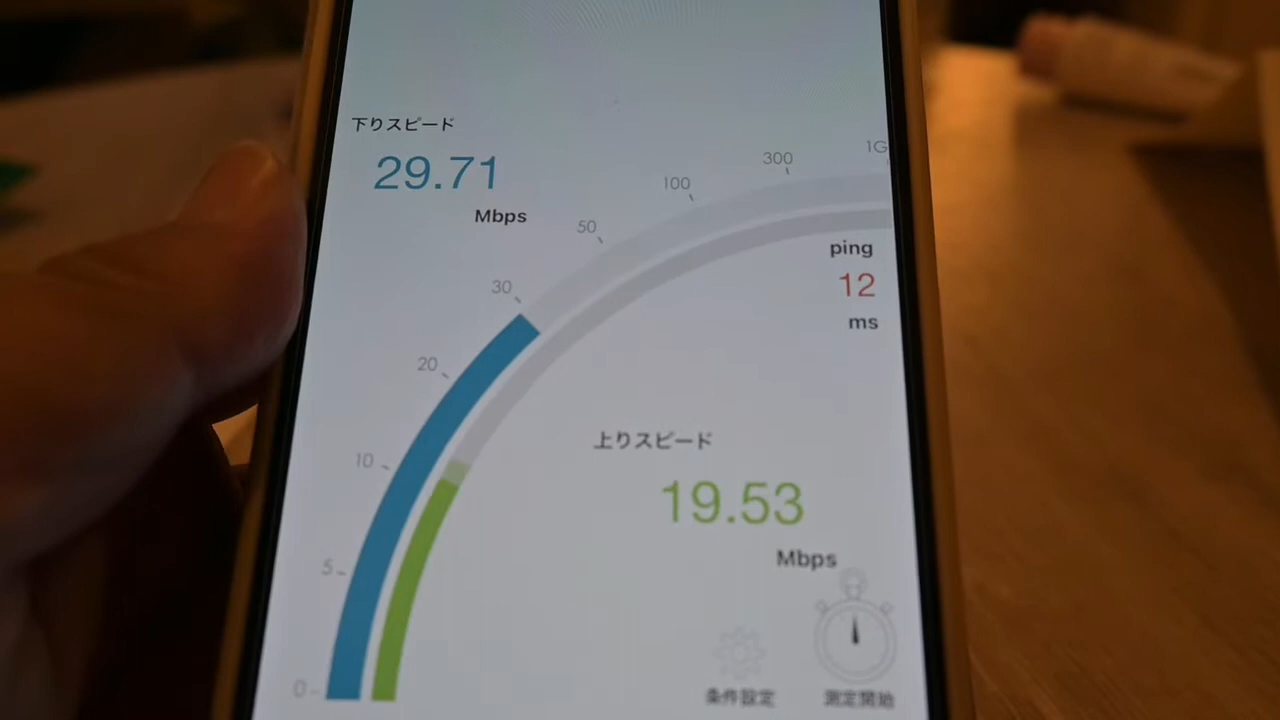 下りスピード
29.71
Mbps
0
5
10
20
30
50
100
300
1G
ping
12
ms
上りスピード
19.53
Mbps
条件設定
測定開始